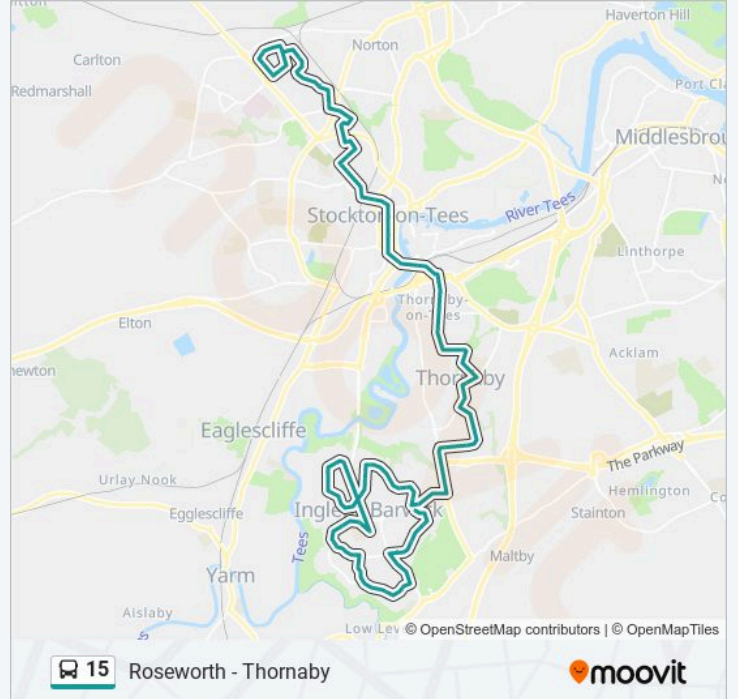 Haverton Hill
Norton
Carlton
Redmarshall
Port Cla
Middlesbrou
River Tees
Stockton-on-Tees
Linthorpe
Thornaby-
on-Tees
Elton
Acklam
ewton
Thornaby
Eaglescliffe
The Parkway
Urlay Nook
Hemlington
Co
Ingleby Barwick
Egglescliffe
Stainton
Tees
Maltby
Yarm
Aislaby
Low Lev
© OpenStreetMap contributors | © OpenMapTiles
15 Roseworth - Thornaby
moovit